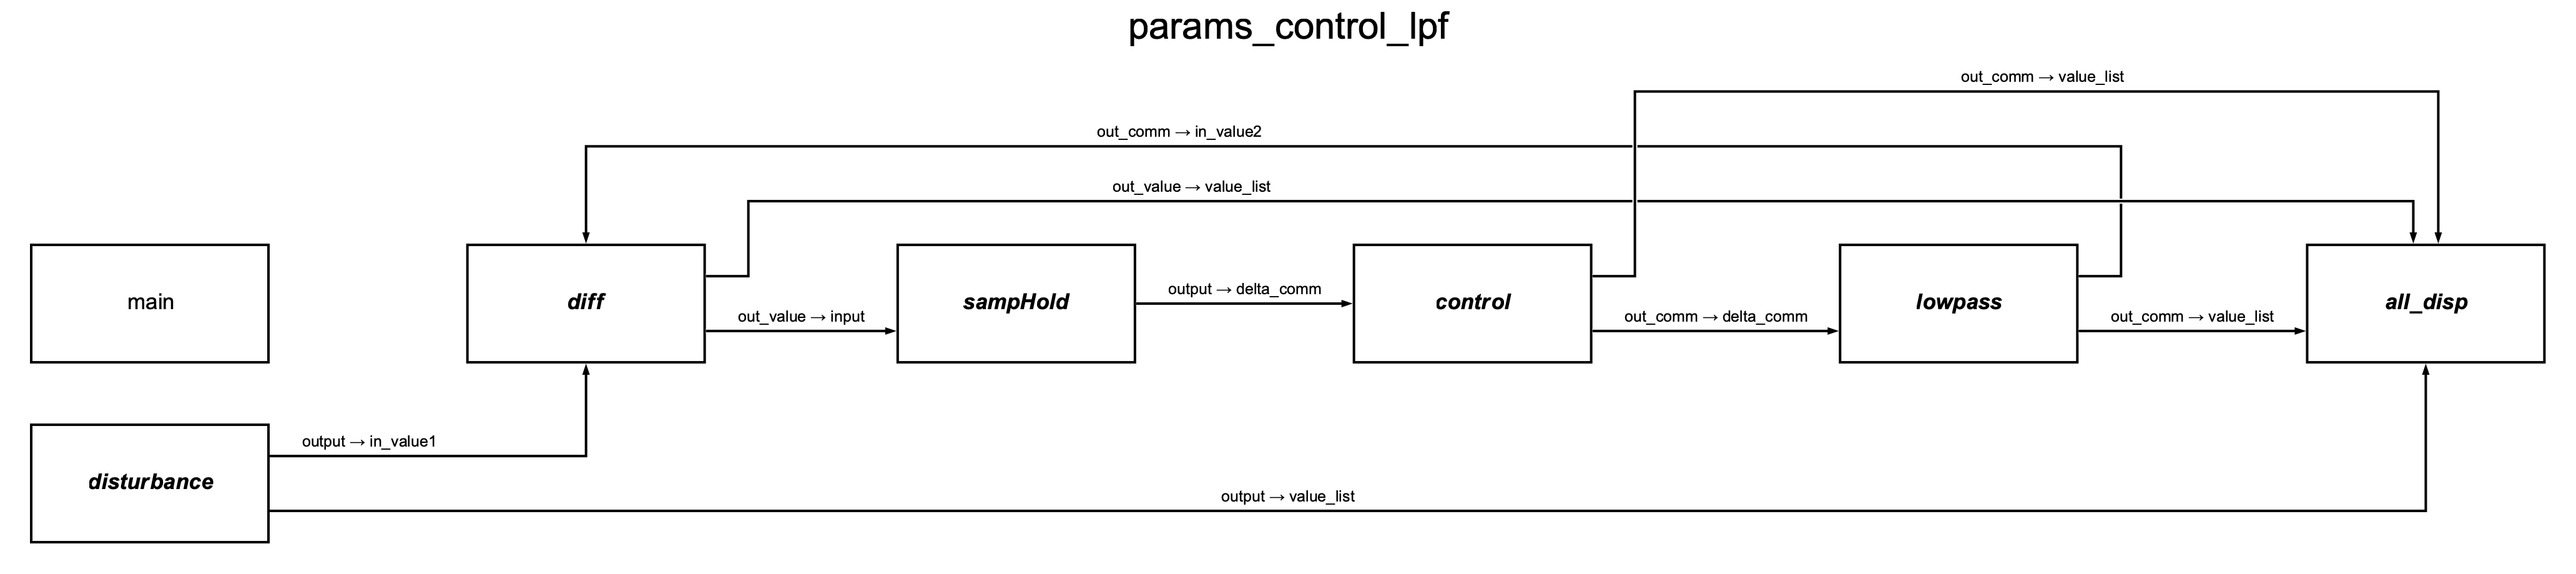 params_control_lpf
out_comm → value_list
out_comm → in_value2
out_value → value_list
main
diff
out_value → input
sampHold
output → delta_comm
control
out_comm → delta_comm
lowpass
out_comm → value_list
all_disp
output → in_value1
disturbance
output → value_list